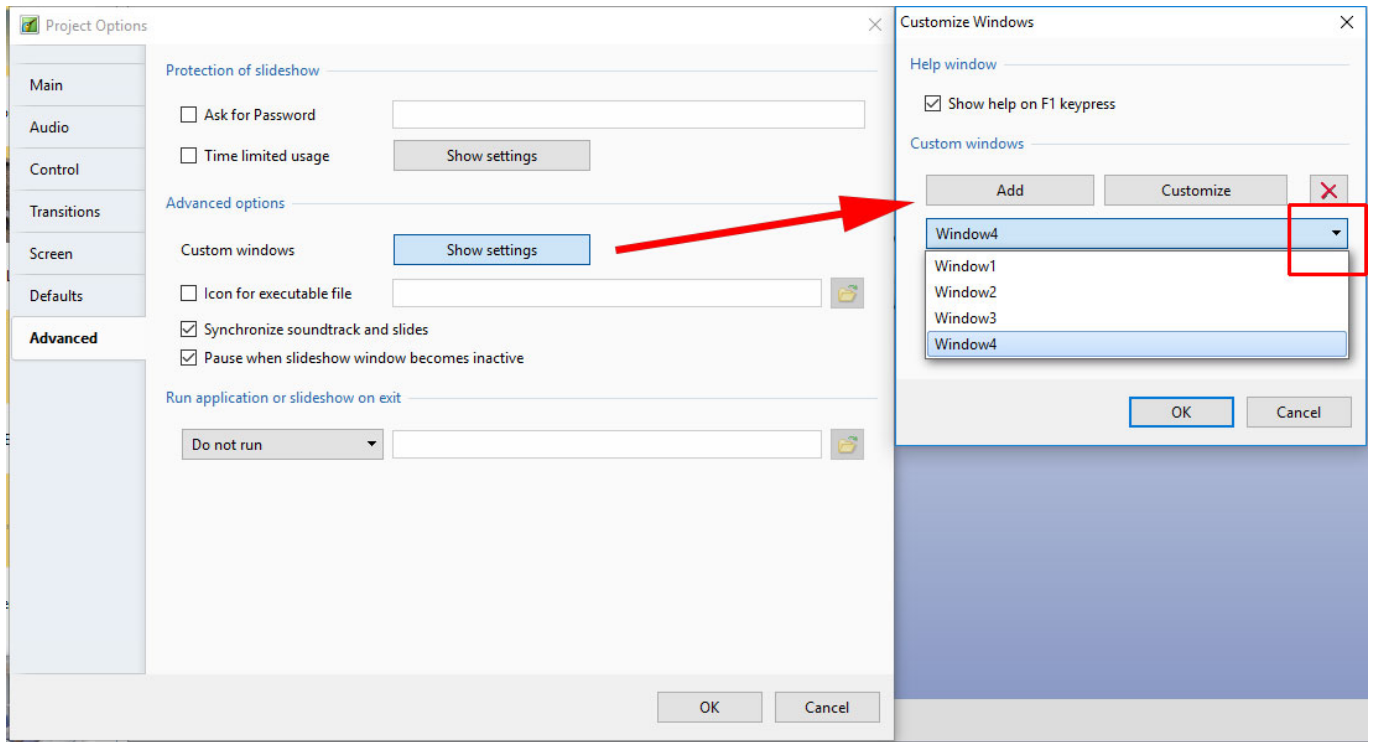 Project Options
Main
Audio
Control
Transitions
Screen
Defaults
Advanced
Protection of slideshow
Ask for Password
Time limited usage
Show settings
Advanced options
Custom windows
Show settings
Icon for executable file
Synchronize soundtrack and slides
Pause when slideshow window becomes inactive
Run application or slideshow on exit
Do not run
OK
Cancel
Customize Windows
Help window
Show help on F1 keypress
Custom windows
Add
Customize
Window4
Window1
Window2
Window3
Window4
OK
Cancel